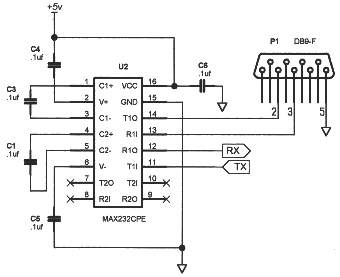 +5v
C4
.1uf
U2
C6
.1uf
P1 DB9-F
C3
.1uf
1 C1+ VCC 16
2 V+ GND 15
3 C1- T1O 14
4 C2+ R1I 13
5 C2- R1O 12
6 V- T1I 11
7 T2O T2I 10
8 R2I R2O 9
2 3 5
RX
TX
C1
.1uf
C5
.1uf
MAX232CPE